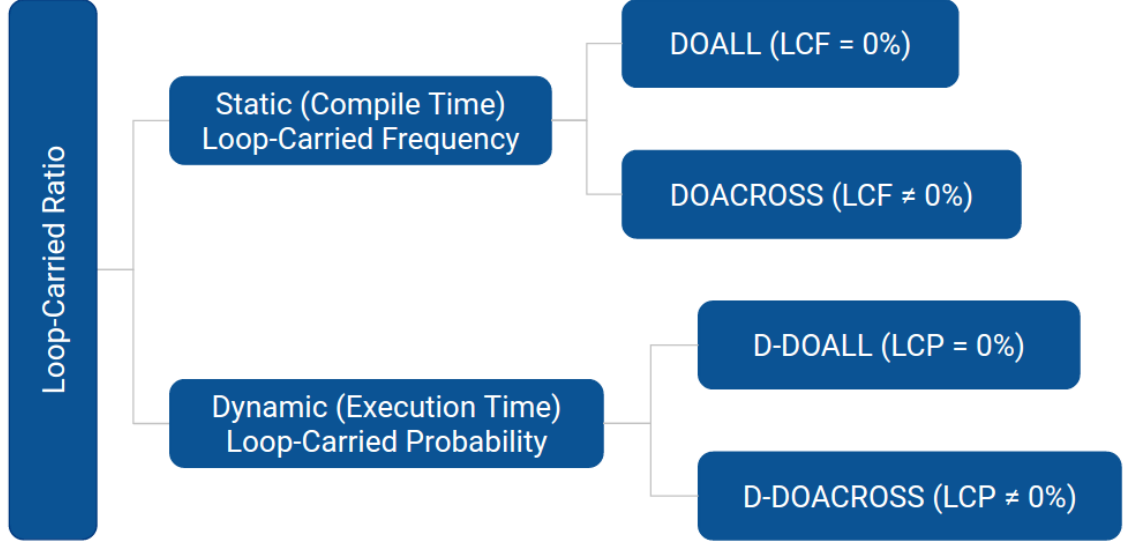 Loop-Carried Ratio
Static (Compile Time)
Loop-Carried Frequency
DOALL (LCF = 0%)
DOACROSS (LCF ≠ 0%)
Dynamic (Execution Time)
Loop-Carried Probability
D-DOALL (LCP = 0%)
D-DOACROSS (LCP ≠ 0%)